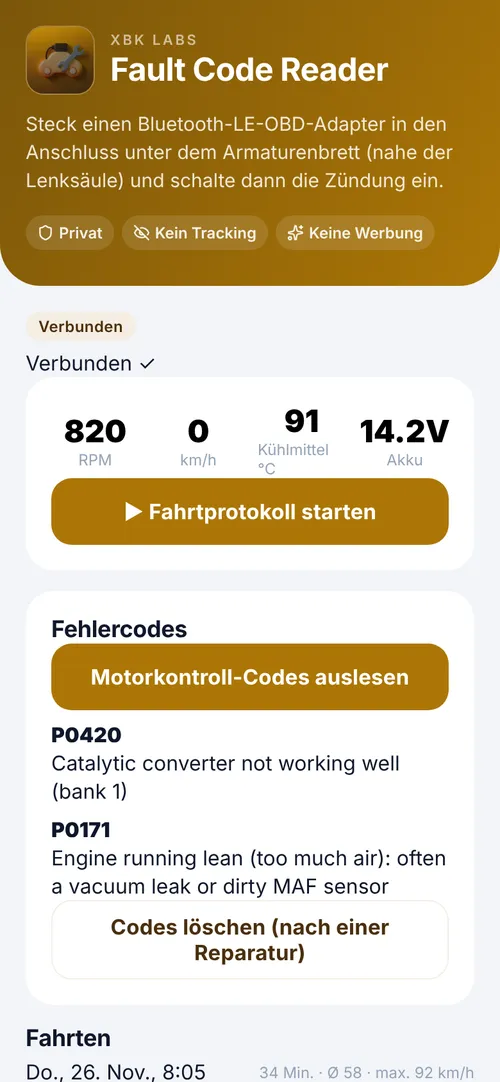 XBK LABS
Fault Code Reader
Steck einen Bluetooth-LE-OBD-Adapter in den
Anschluss unter dem Armaturenbrett (nahe der
Lenksäule) und schalte dann die Zündung ein.
Privat
Kein Tracking
Keine Werbung
Verbunden
Verbunden ✓
820
RPM
0
km/h
91
Kühlmittel
°C
14.2V
Akku
▶ Fahrtprotokoll starten
Fehlercodes
Motorkontroll-Codes auslesen
P0420
Catalytic converter not working well
(bank 1)
P0171
Engine running lean (too much air): often
a vacuum leak or dirty MAF sensor
Codes löschen (nach einer
Reparatur)
Fahrten
Do., 26. Nov., 8:05
34 Min. · Ø 58 · max. 92 km/h